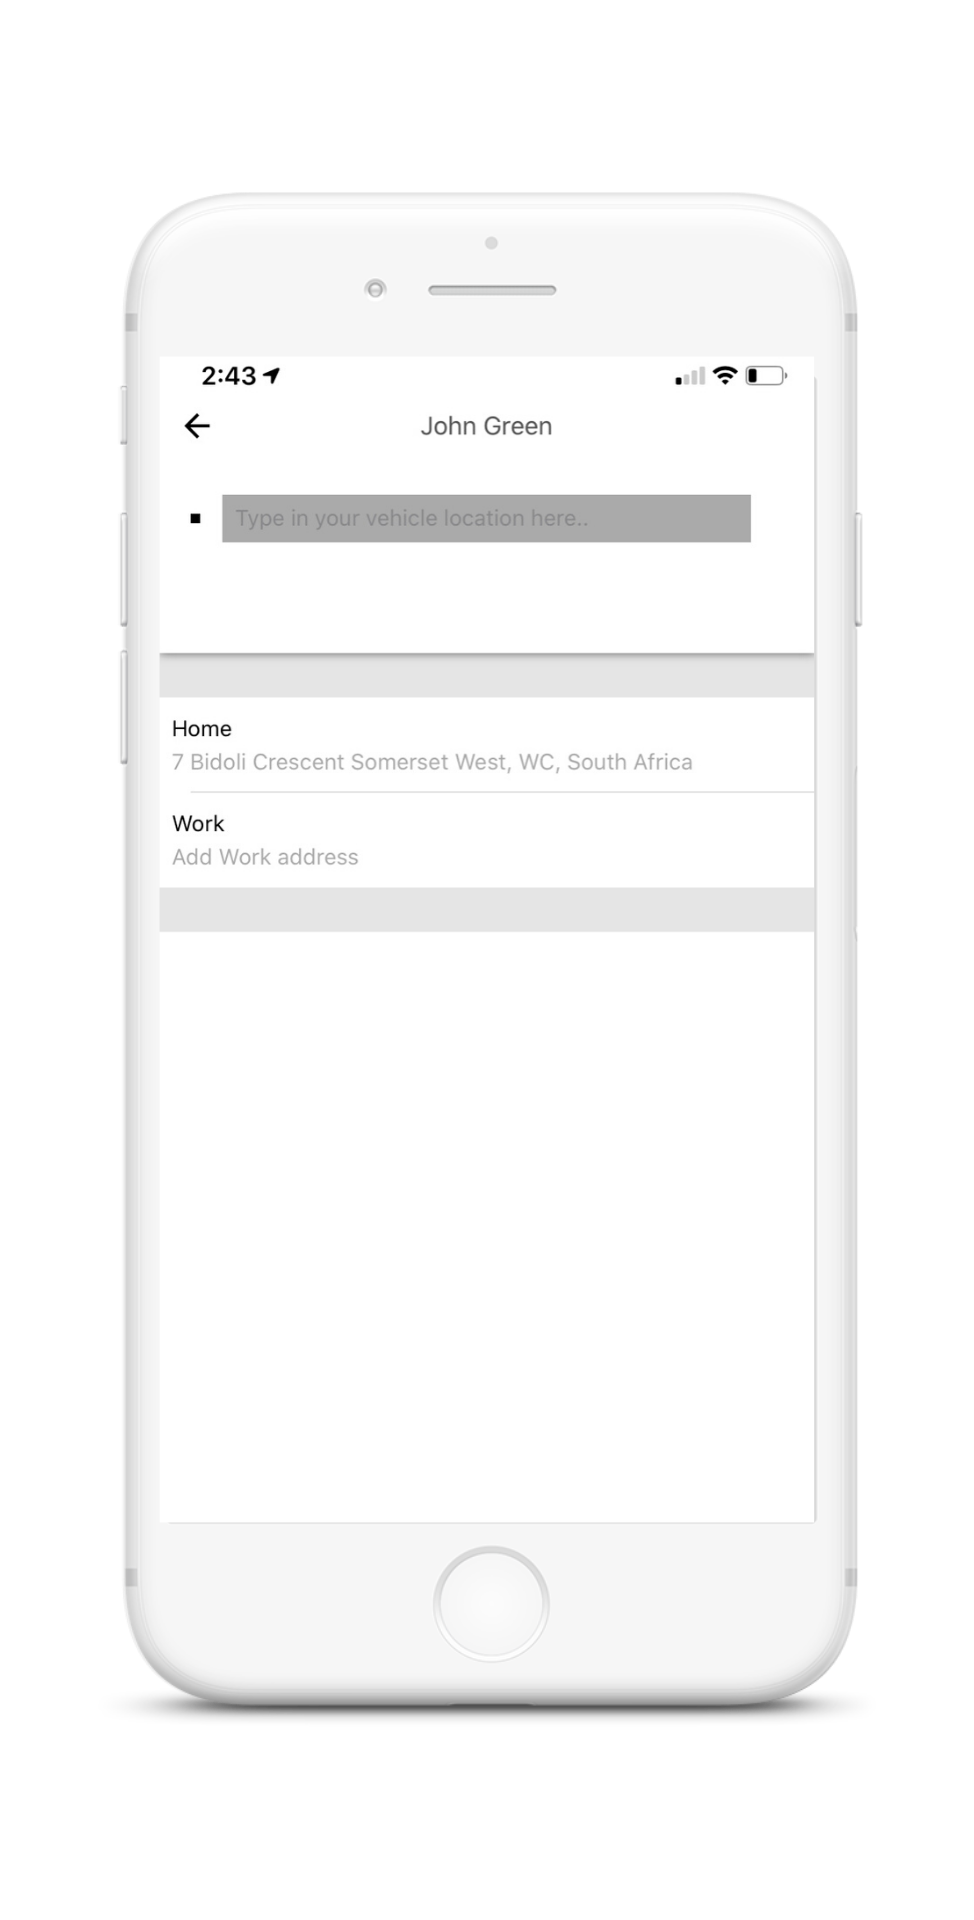 2:43
John Green
Type in your vehicle location here..
Home
7 Bidoli Crescent Somerset West, WC, South Africa
Work
Add Work address